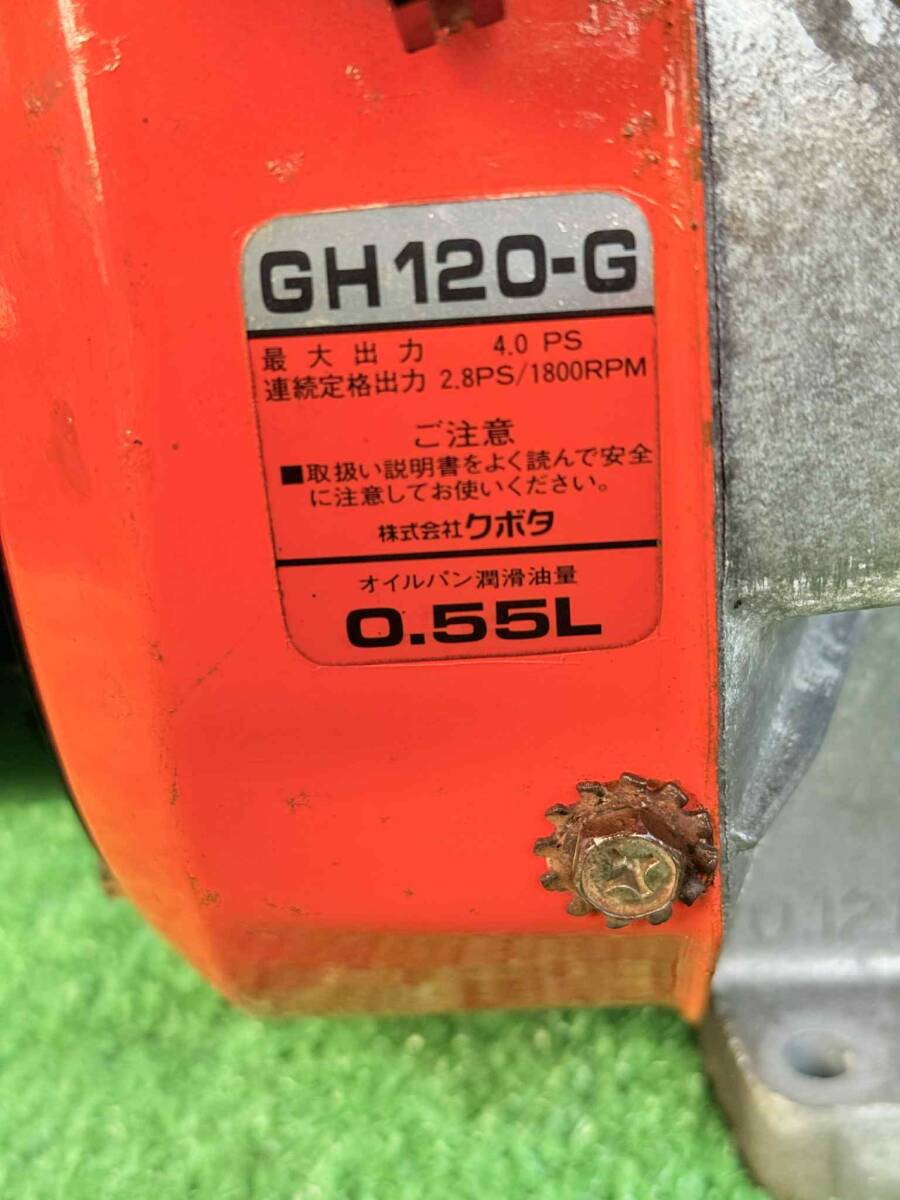 GH120-G
最大出力 4.0 PS
連続定格出力 2.8PS/1800RPM
ご注意
■取扱い説明書をよく読んで安全
に注意してお使いください。
株式会社クボタ
オイルパン潤滑油量
0.55L